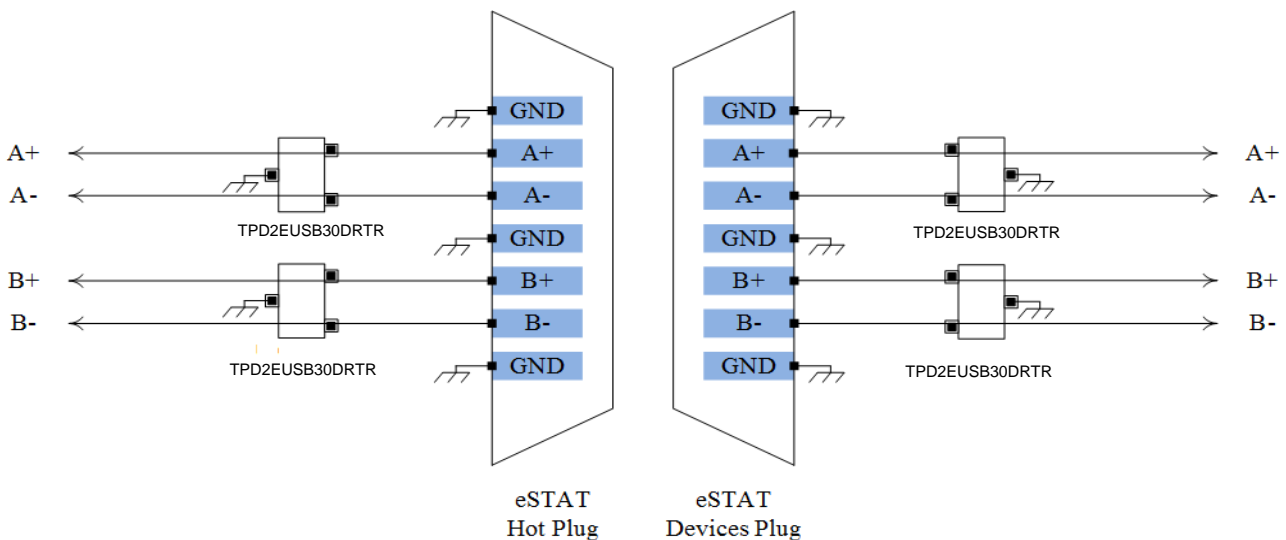 GND GND
A+ A+ A+ A+
A- A- A- A-
TPD2EUSB30DRTR TPD2EUSB30DRTR
GND GND
B+ B+ B+ B+
B- B- B- B-
GND GND
TPD2EUSB30DRTR TPD2EUSB30DRTR
eSTAT eSTAT
Hot Plug Devices Plug